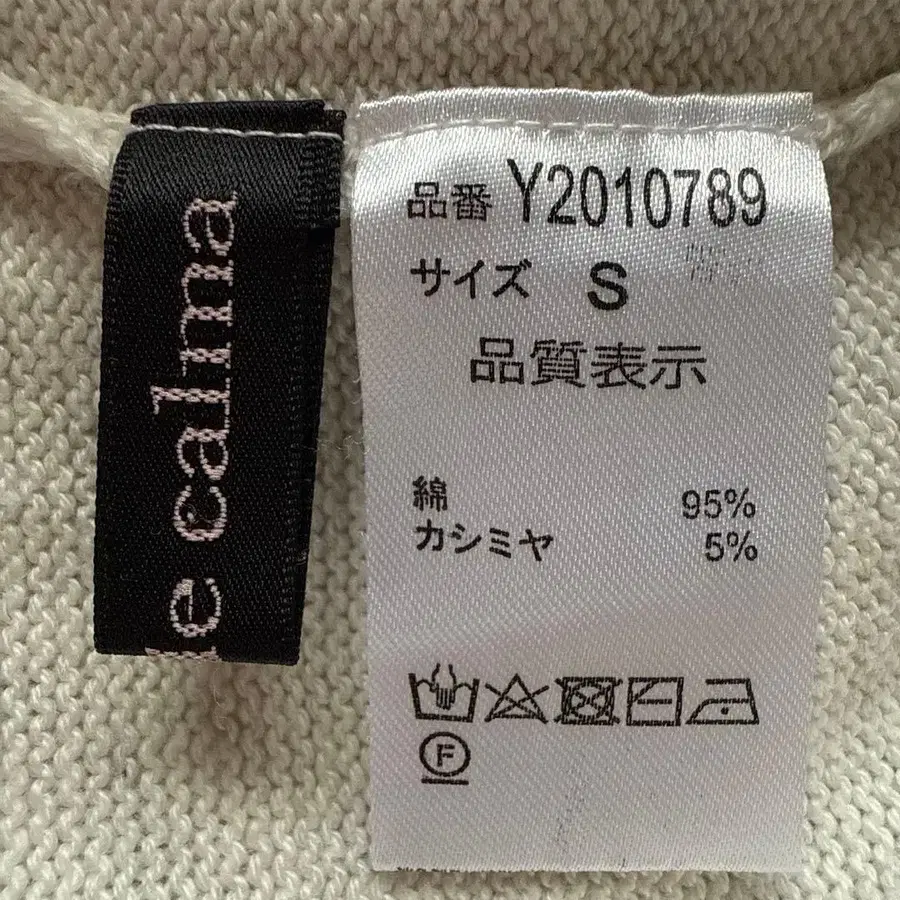 calma
品番 Y2010789
サイズ S
品質表示
綿 95%
カシミヤ 5%
F